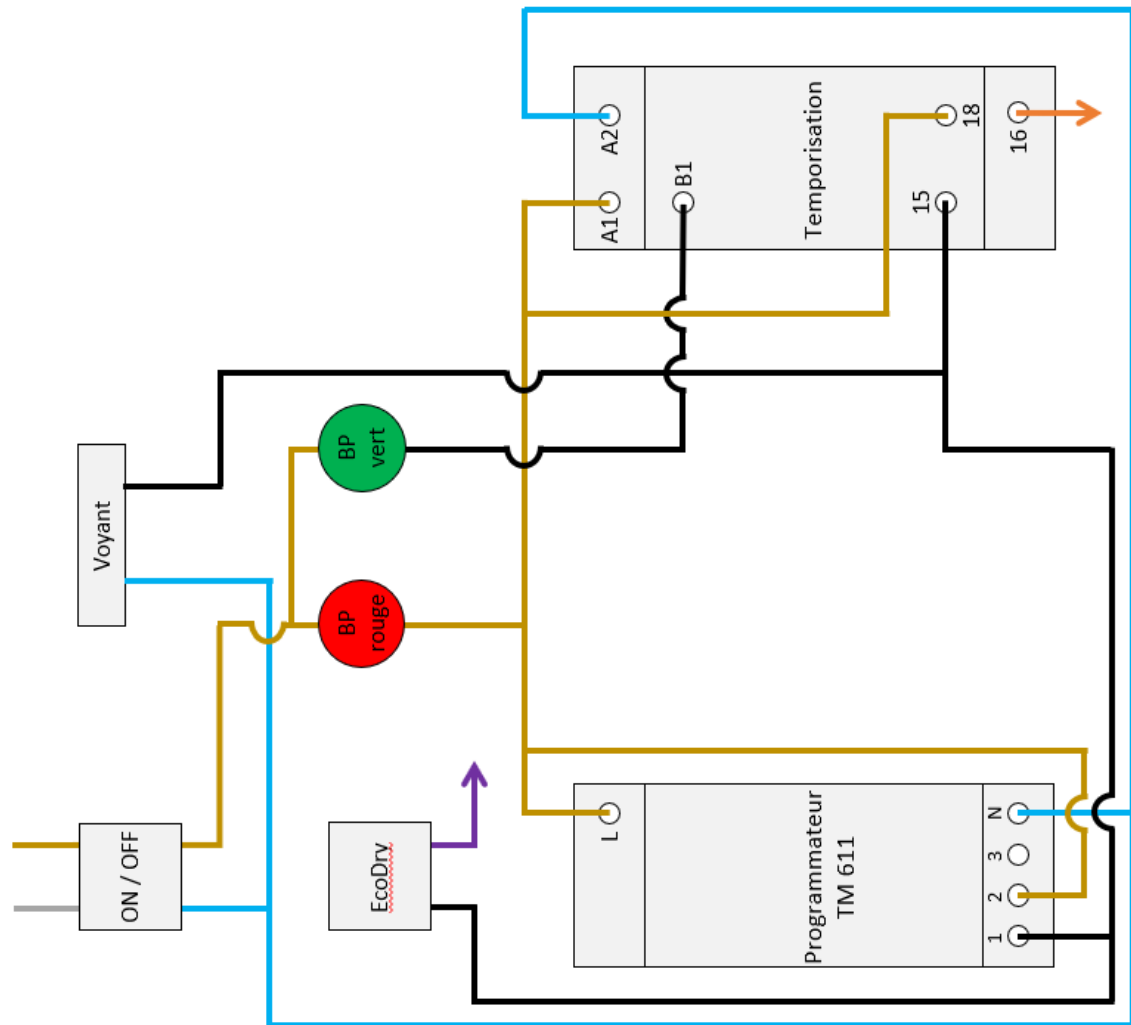 Voyant
ON / OFF
EcoDry
BP
vert
BP
rouge
A2
A1
B1
Temporisation
18
15
16
L
Programmateur
TM 611
N
3
2
1